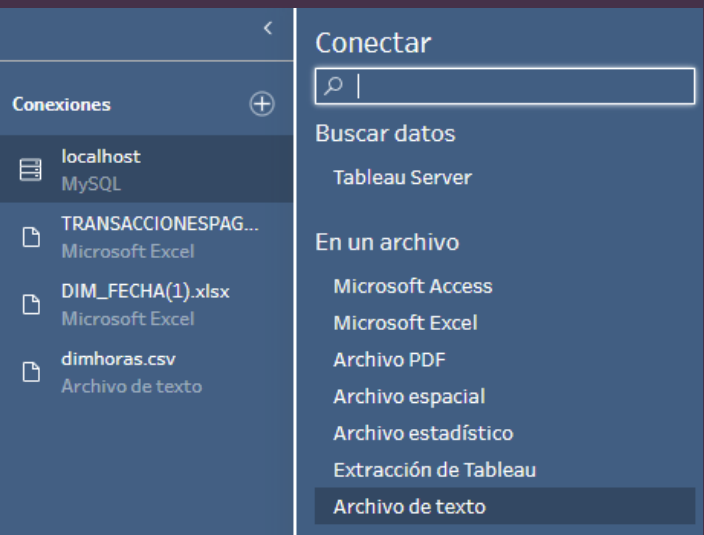 Conexiones
localhost
MySQL
TRANSACCIONESPAG...
Microsoft Excel
DIM_FECHA(1).xlsx
Microsoft Excel
dimhoras.csv
Archivo de texto
Conectar
Buscar datos
Tableau Server
En un archivo
Microsoft Access
Microsoft Excel
Archivo PDF
Archivo espacial
Archivo estadístico
Extracción de Tableau
Archivo de texto